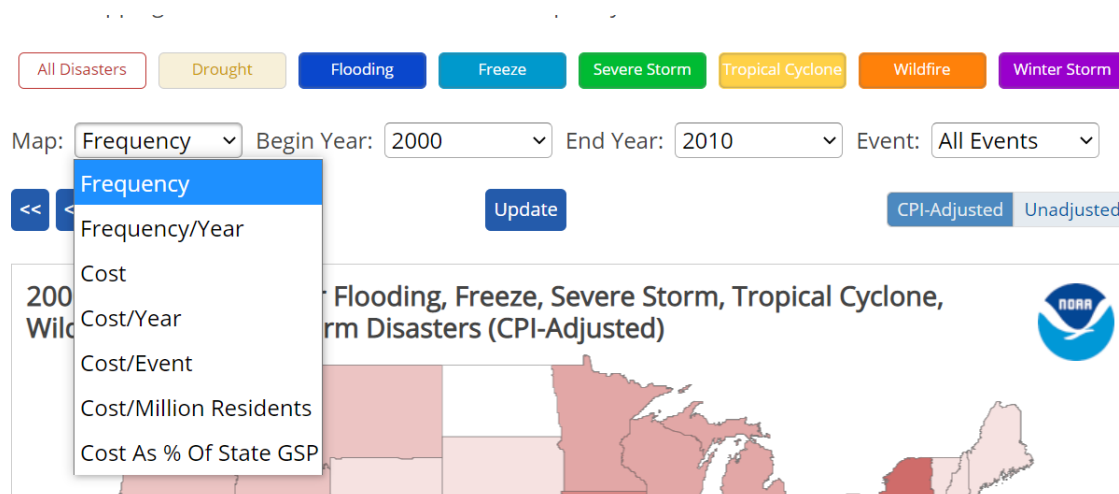 All Disasters Drought Flooding Freeze Severe Storm Tropical Cyclone Wildfire Winter Storm
Map: Frequency Begin Year: 2000 End Year: 2010 Event: All Events
Frequency
<< < Update CPI-Adjusted Unadjusted
Frequency/Year
Cost
200 Flooding, Freeze, Severe Storm, Tropical Cyclone, NOAA
Cost/Year
Wild rm Disasters (CPI-Adjusted)
Cost/Event
Cost/Million Residents
Cost As % Of State GSP